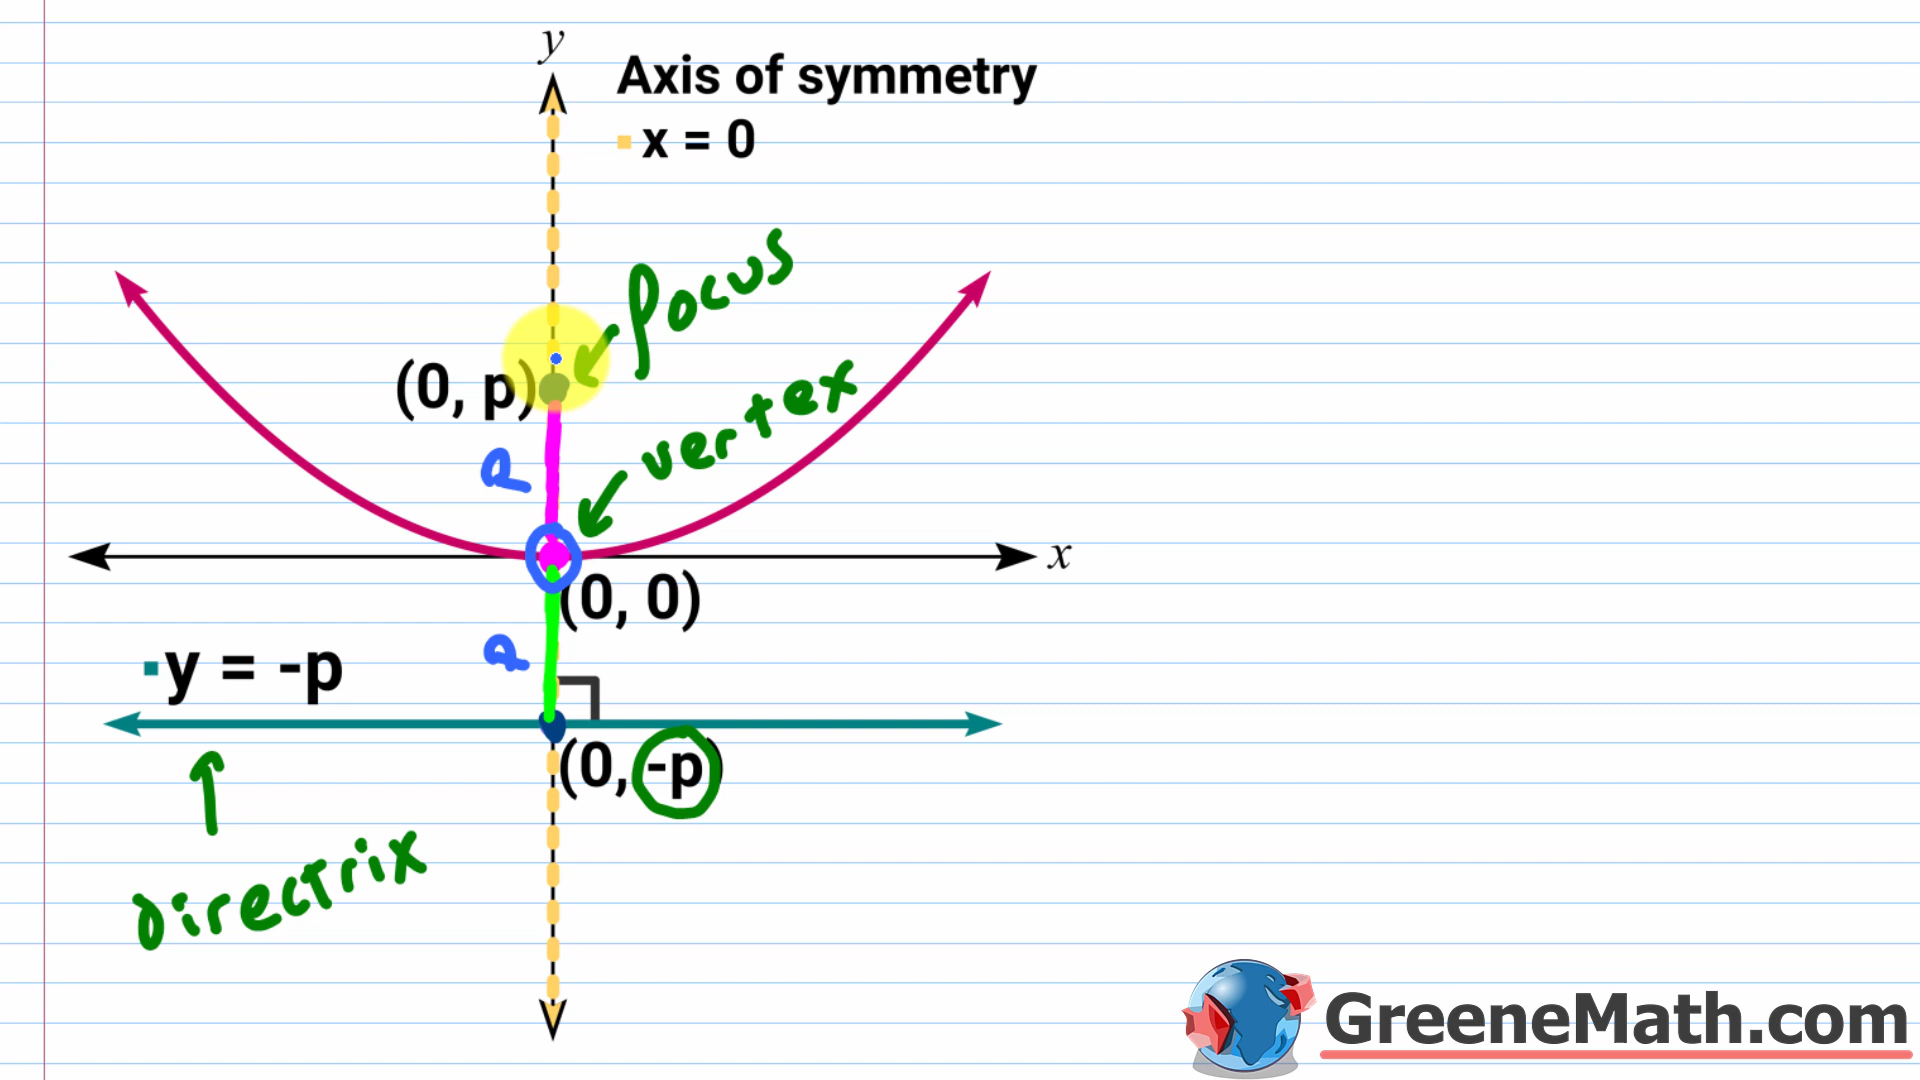 y
Axis of symmetry
x = 0
focus
(0, p)
vertex
p
x
(0, 0)
p
y = -p
(0, -p)
directrix
GreeneMath.com